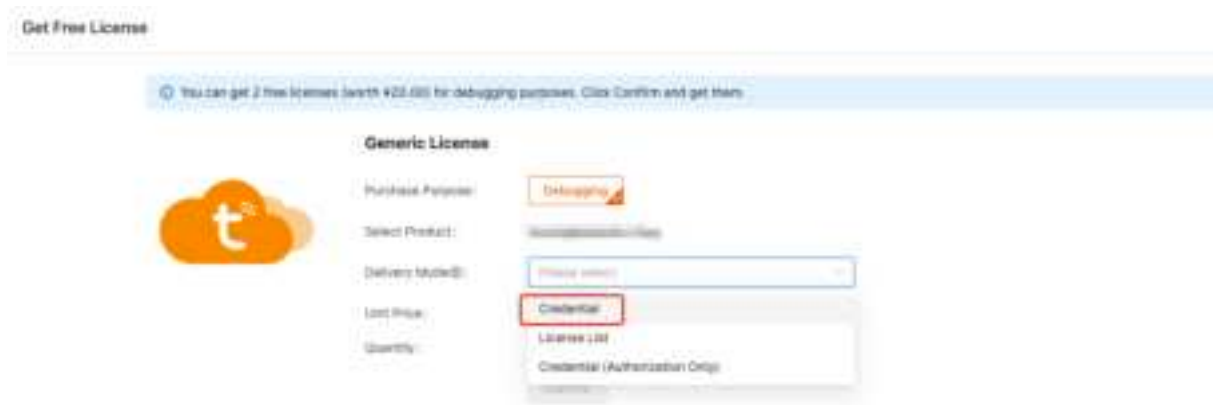 Get Free License
You can get 2 free licenses (worth ¥20.00) for debugging purposes. Click Confirm and get them.
Generic License
Purchase Purpose:
Debugging
t
Select Product:
Delivery Mode
Please select
Unit Price:
Credential
License List
Quantity:
Credential (Authorization Only)